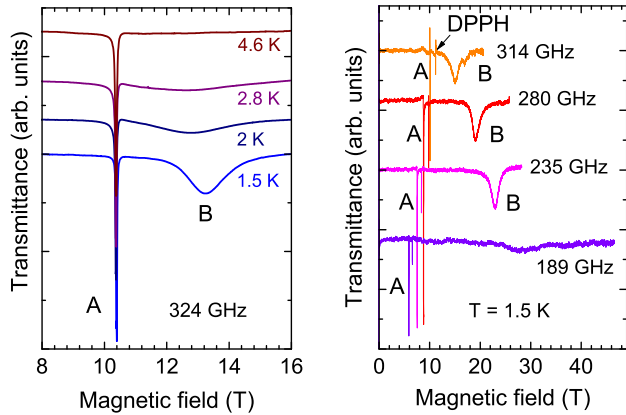 Transmittance (arb. units)
4.6 K
2.8 K
2 K
1.5 K
B
A
324 GHz
8 10 12 14 16
Magnetic field (T)
Transmittance (arb. units)
DPPH
A
B
314 GHz
280 GHz
A
B
235 GHz
A
B
189 GHz
A
T = 1.5 K
0 10 20 30 40
Magnetic field (T)